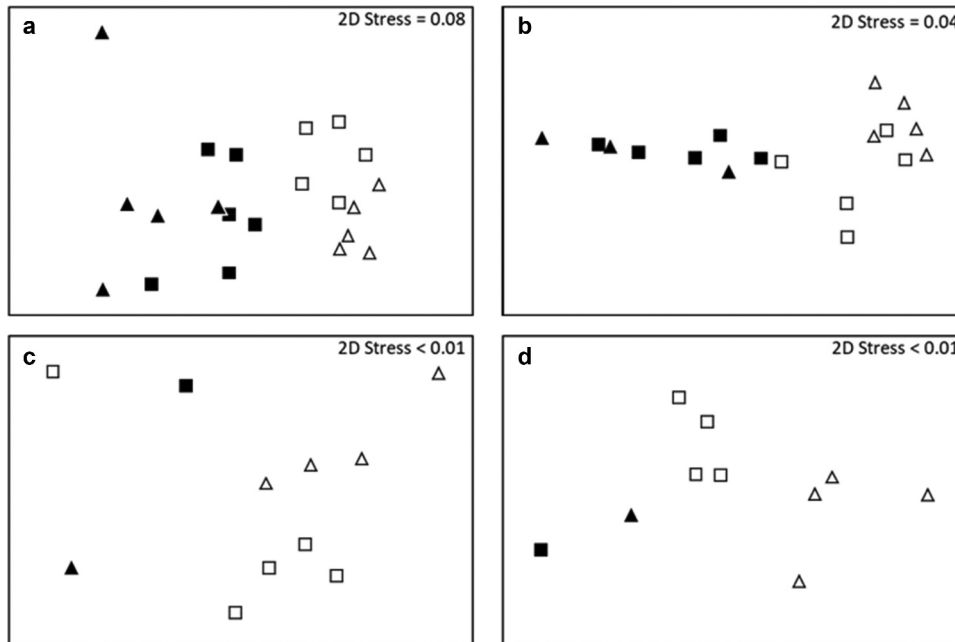 a
2D Stress = 0.08
b
2D Stress = 0.04
c
2D Stress < 0.01
d
2D Stress < 0.01